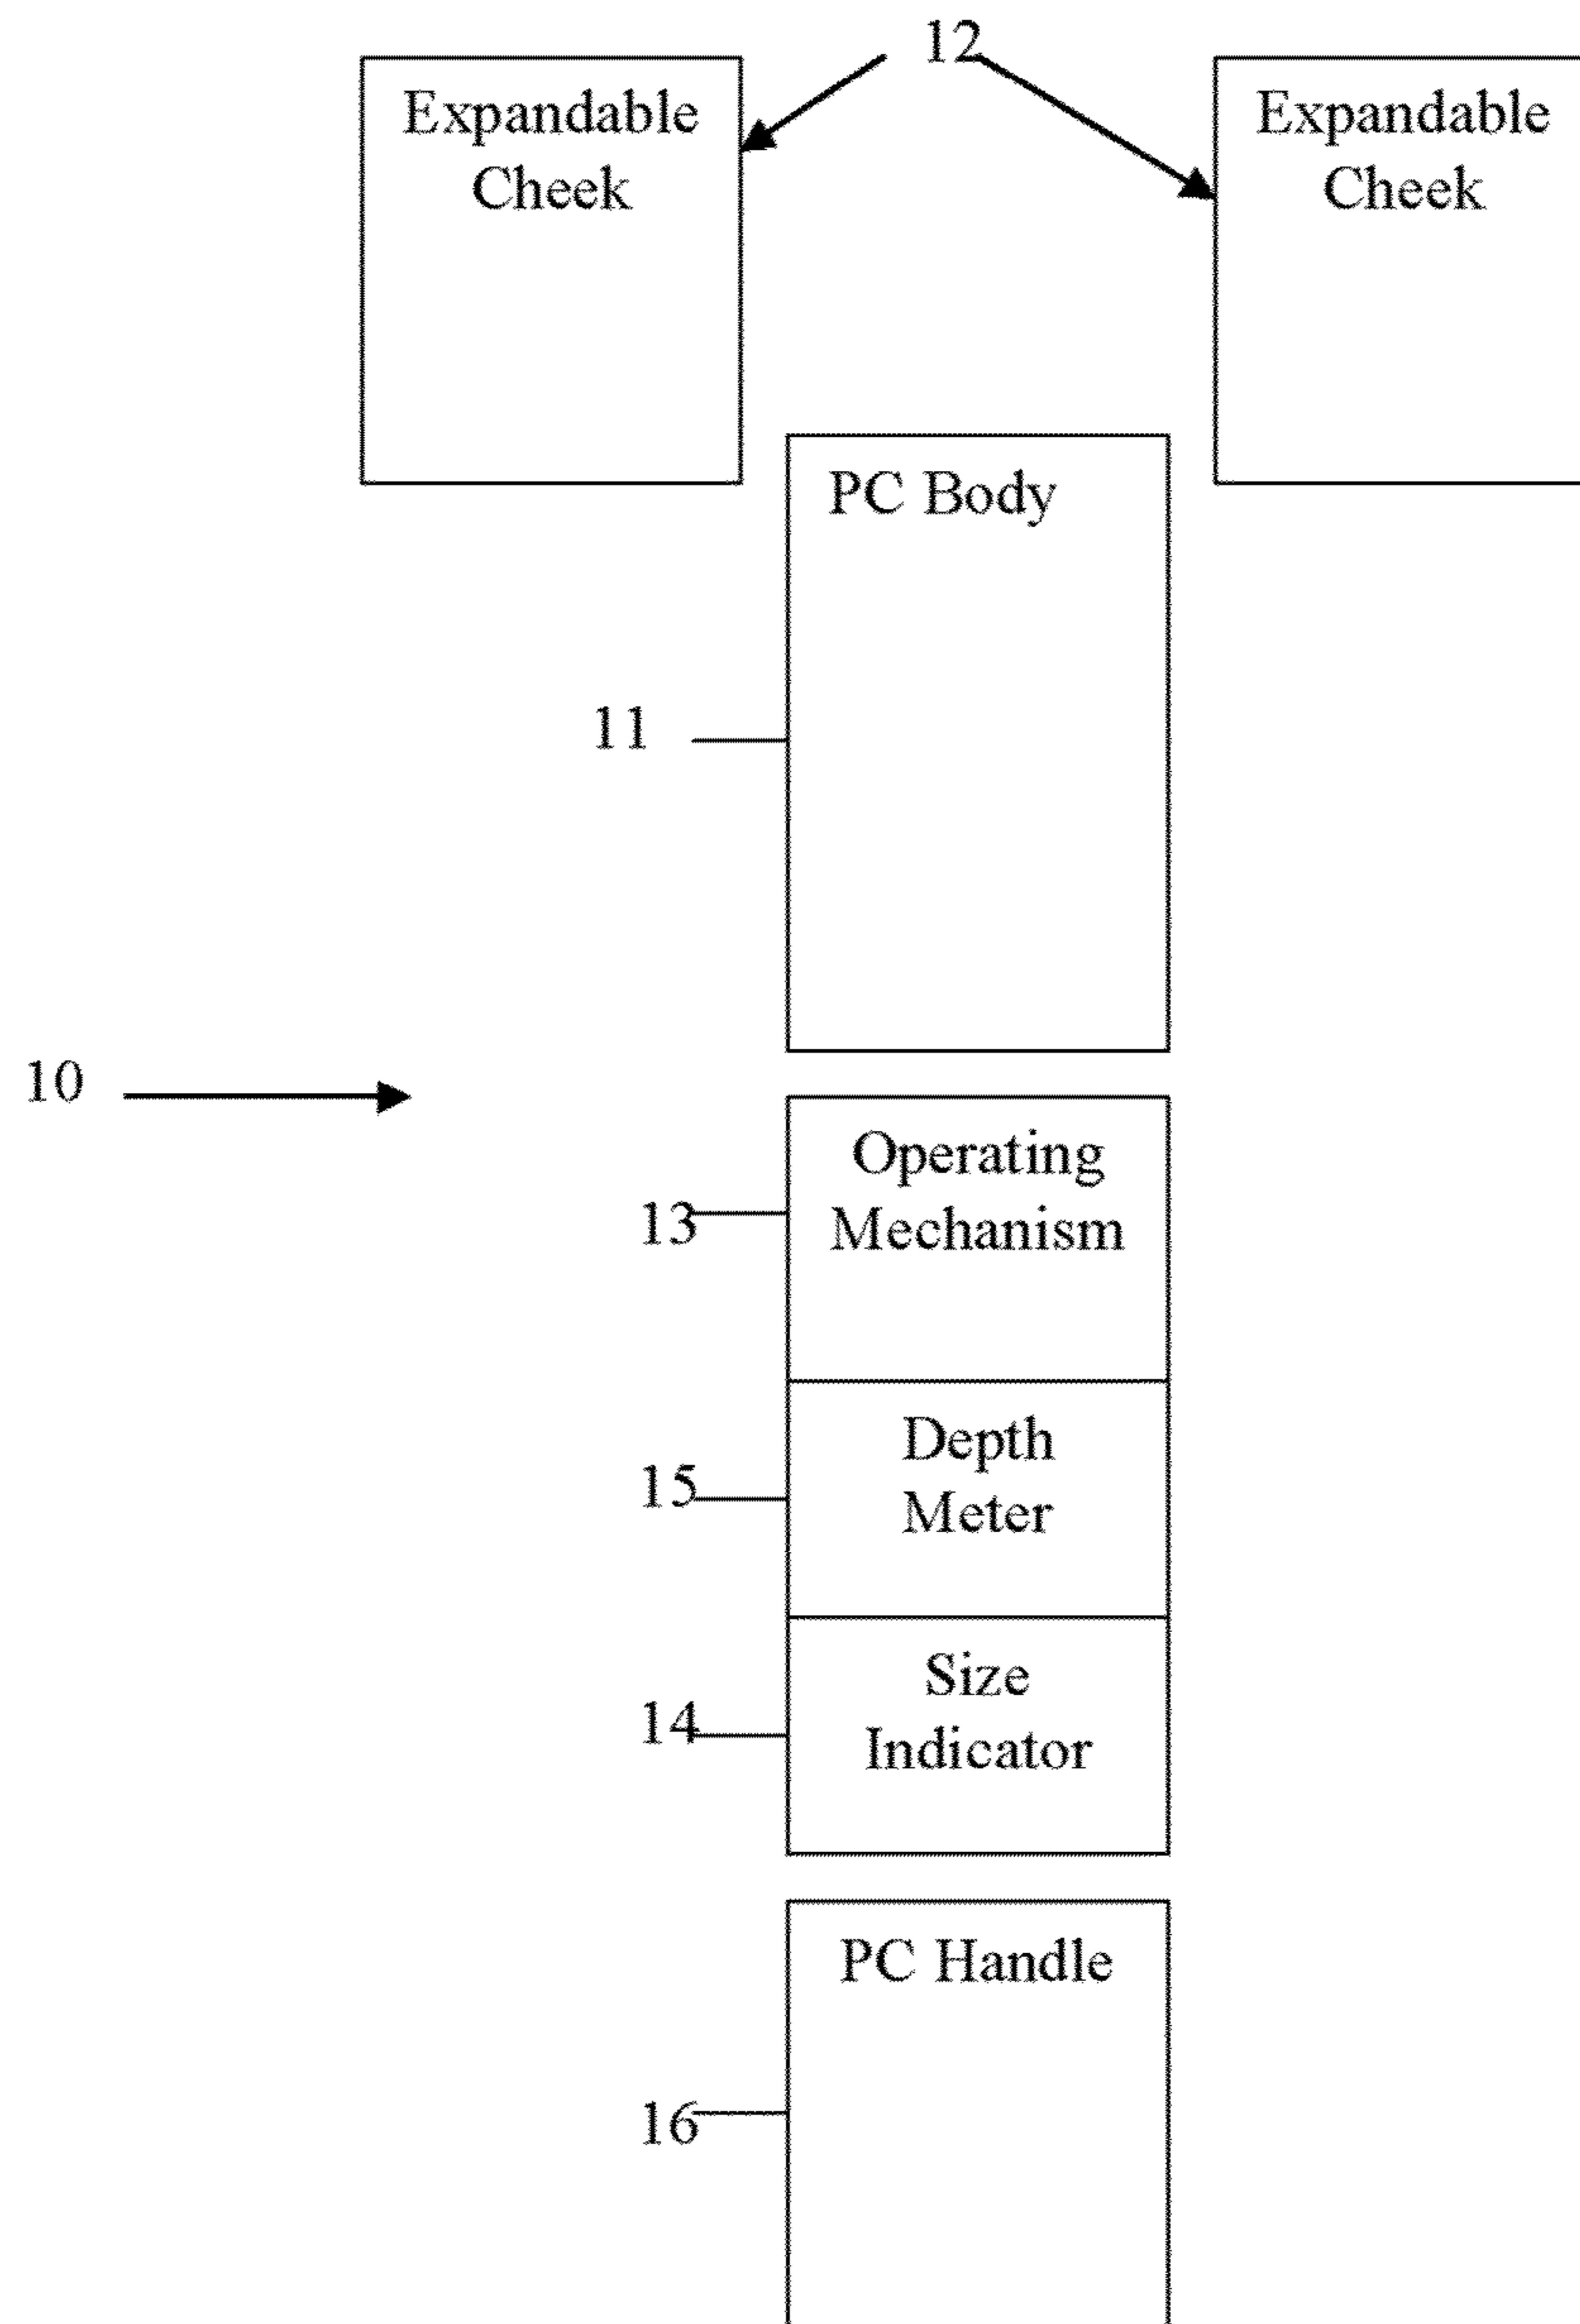 12
Expandable
Cheek
Expandable
Cheek
PC Body
11
10
Operating
Mechanism
13
Depth
Meter
15
Size
Indicator
14
PC Handle
16